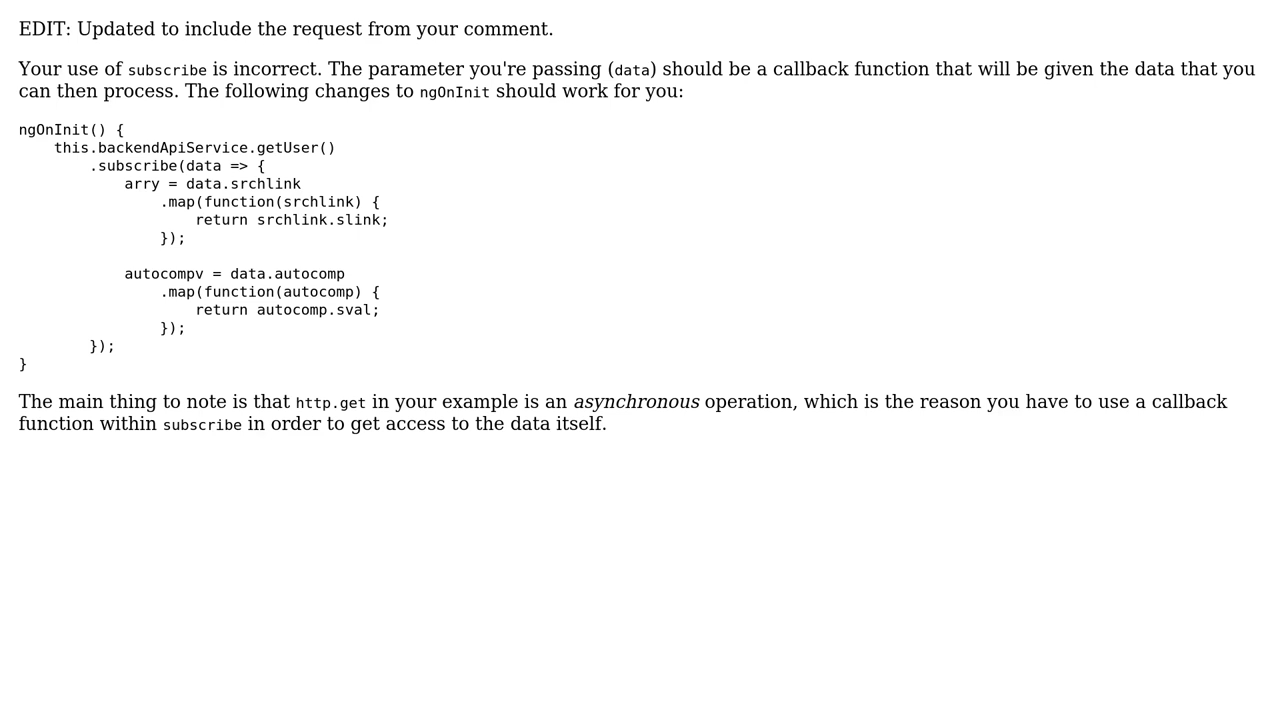 EDIT: Updated to include the request from your comment.
Your use of subscribe is incorrect. The parameter you're passing (data) should be a callback function that will be given the data that you
can then process. The following changes to ngOnInit should work for you:
ngOnInit() {
    this.backendApiService.getUser()
        .subscribe(data => {
            arry = data.srchlink
                .map(function(srchlink) {
                    return srchlink.slink;
                });

            autocompv = data.autocomp
                .map(function(autocomp) {
                    return autocomp.sval;
                });
        });
}
The main thing to note is that http.get in your example is an asynchronous operation, which is the reason you have to use a callback
function within subscribe in order to get access to the data itself.